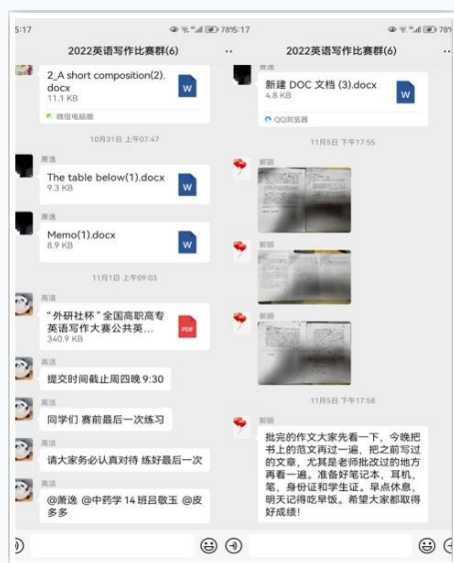 5:17
78
2022英语写作比赛群(6)
2_A short composition(2).
docx
11.1 KB
W
微信电脑版
10月31日 上午07:47
萧逸
The table below(1).docx
9.3 KB
W
萧逸
Memo(1).docx
8.9 KB
W
11月1日 上午09:03
高洁
“外研社杯”全国高职高专
英语写作大赛公共英...
340.9 KB
PDF
高洁
提交时间截止周四晚 9:30
高洁
同学们 赛前最后一次练习
高洁
请大家务必认真对待 练好最后一次
高洁
@萧逸 @中药学 14 班吕敬玉 @皮
多多
5:17
78
2022英语写作比赛群(6)
萧逸
新建 DOC 文档 (3).docx
4.8 KB
W
QQ浏览器
11月5日 下午17:55
郭丽
郭丽
郭丽
11月5日 下午17:58
郭丽
批完的作文大家先看一下，今晚把
书上的范文再过一遍，把之前写过
的文章，尤其是老师批改过的地方
再看一遍。准备好笔记本，耳机，
笔，身份证和学生证。早点休息，
明天记得吃早饭。希望大家都取得
好成绩！